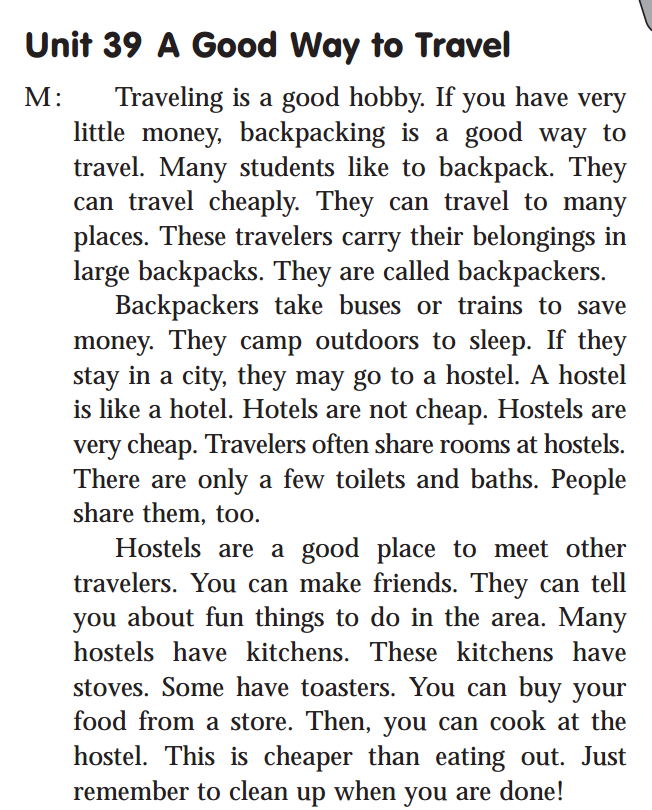 Unit 39 A Good Way to Travel
M: Traveling is a good hobby. If you have very
little money, backpacking is a good way to
travel. Many students like to backpack. They
can travel cheaply. They can travel to many
places. These travelers carry their belongings in
large backpacks. They are called backpackers.
Backpackers take buses or trains to save
money. They camp outdoors to sleep. If they
stay in a city, they may go to a hostel. A hostel
is like a hotel. Hotels are not cheap. Hostels are
very cheap. Travelers often share rooms at hostels.
There are only a few toilets and baths. People
share them, too.
Hostels are a good place to meet other
travelers. You can make friends. They can tell
you about fun things to do in the area. Many
hostels have kitchens. These kitchens have
stoves. Some have toasters. You can buy your
food from a store. Then, you can cook at the
hostel. This is cheaper than eating out. Just
remember to clean up when you are done!